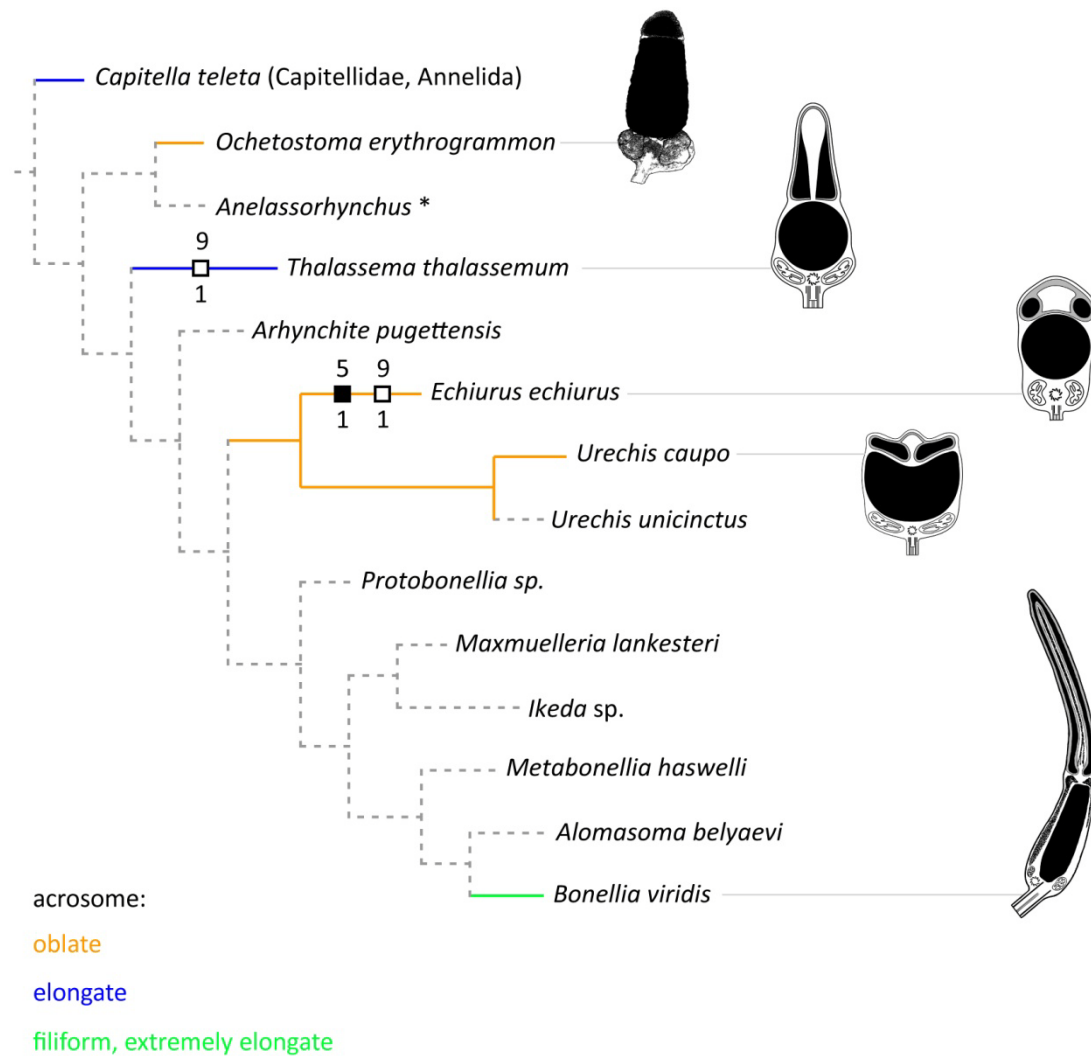 Capitella teleta (Capitellidae, Annelida)
Ochetostoma erythrogrammon
Anelassorhynchus *
9
Thalassema thalassemum
1
Arhynchite pugettensis
5 9
Echiurus echiurus
1 1
Urechis caupo
Urechis unicinctus
Protobonellia sp.
Maxmuelleria lankesteri
Ikeda sp.
Metabonellia haswelli
Alomasoma belyaevi
Bonellia viridis
acrosome:
oblate
elongate
filiform, extremely elongate